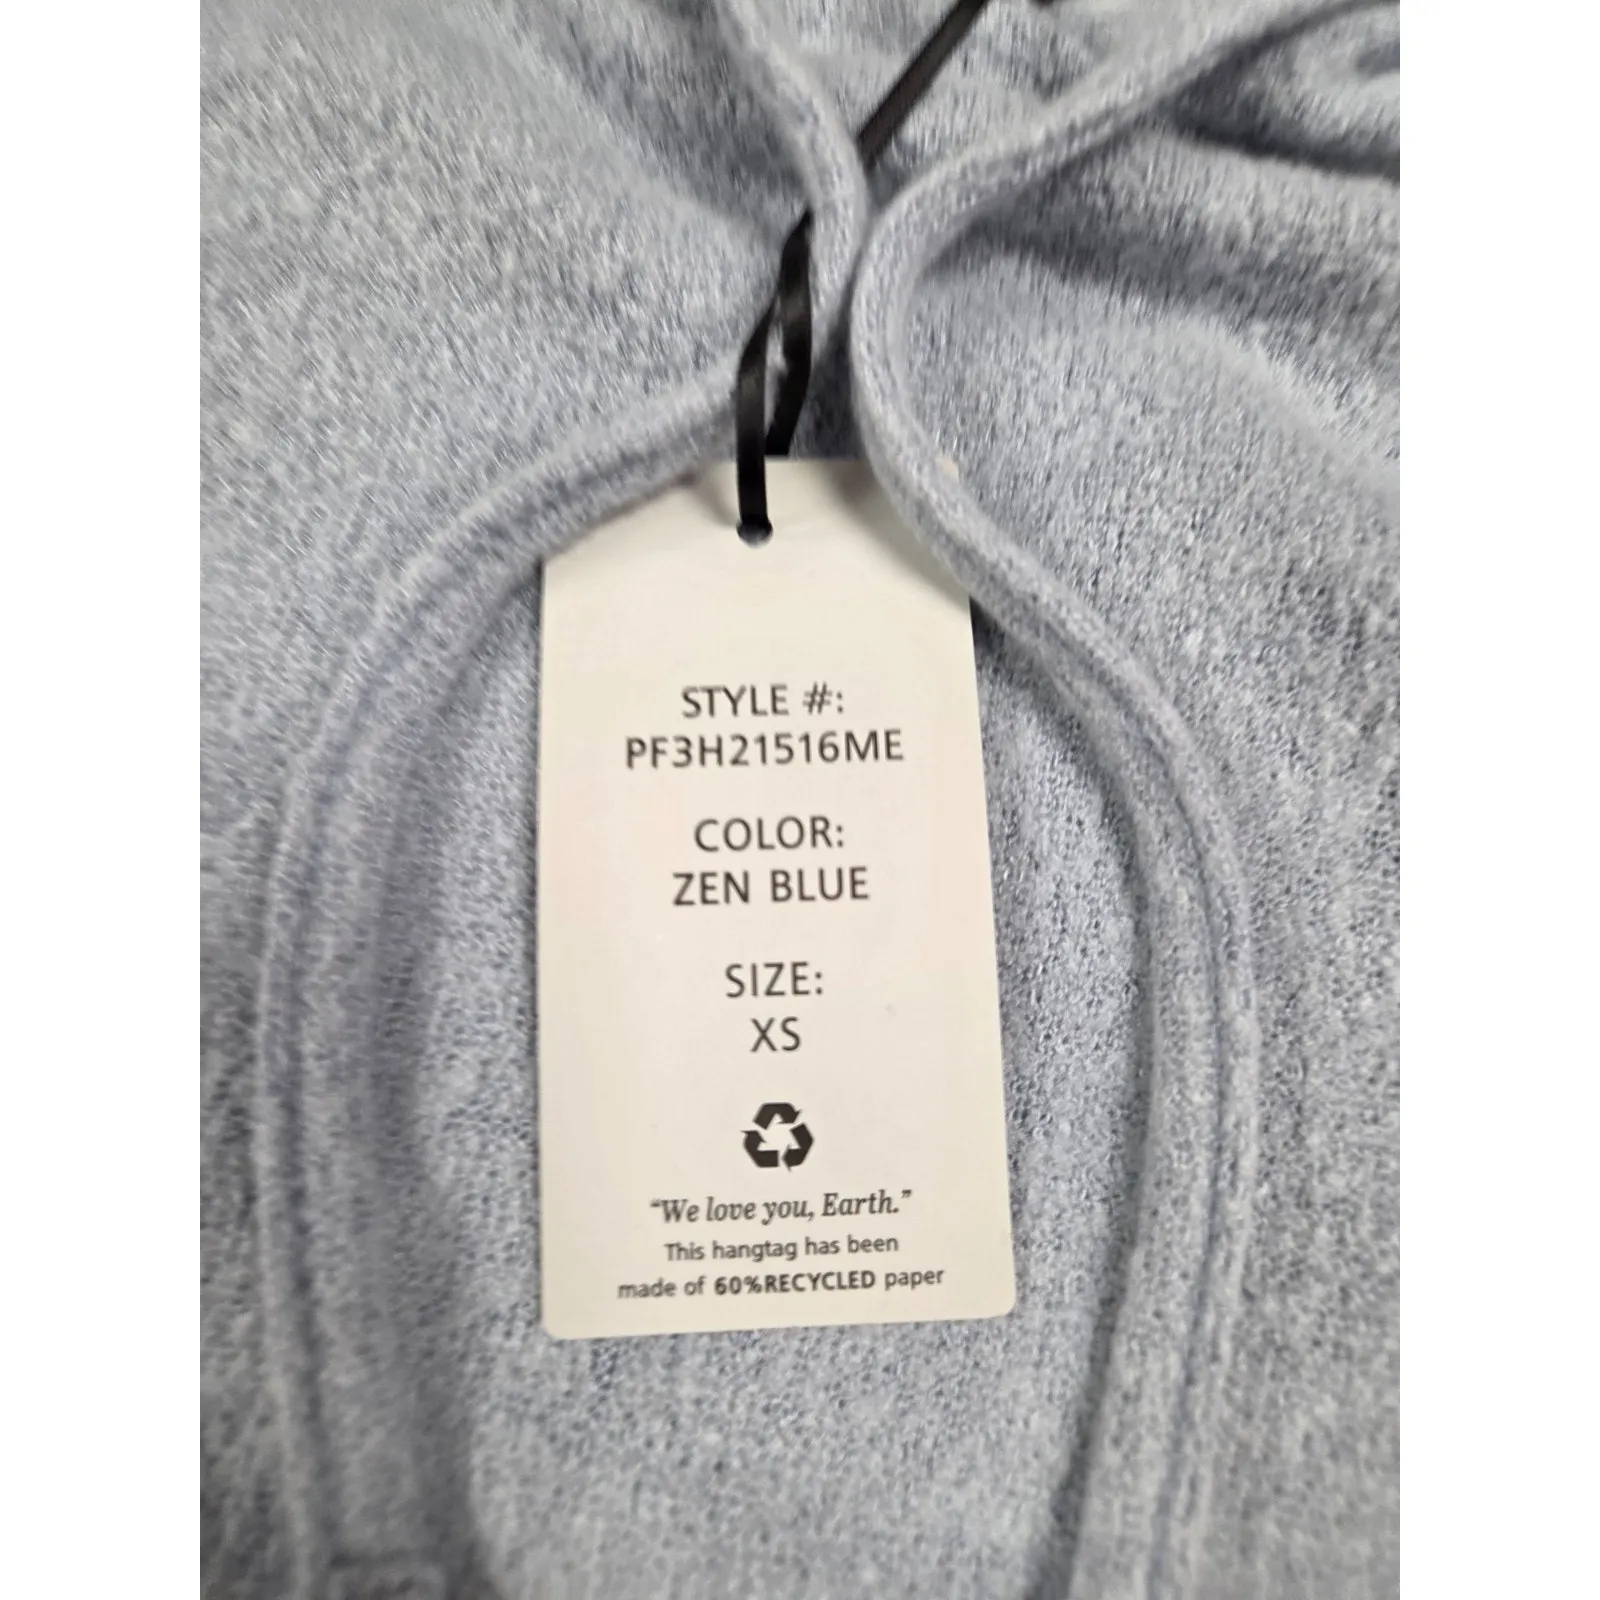 STYLE #:
PF3H21516ME
COLOR:
ZEN BLUE
SIZE:
XS
“We love you, Earth.”
This hangtag has been
made of 60%RECYCLED paper